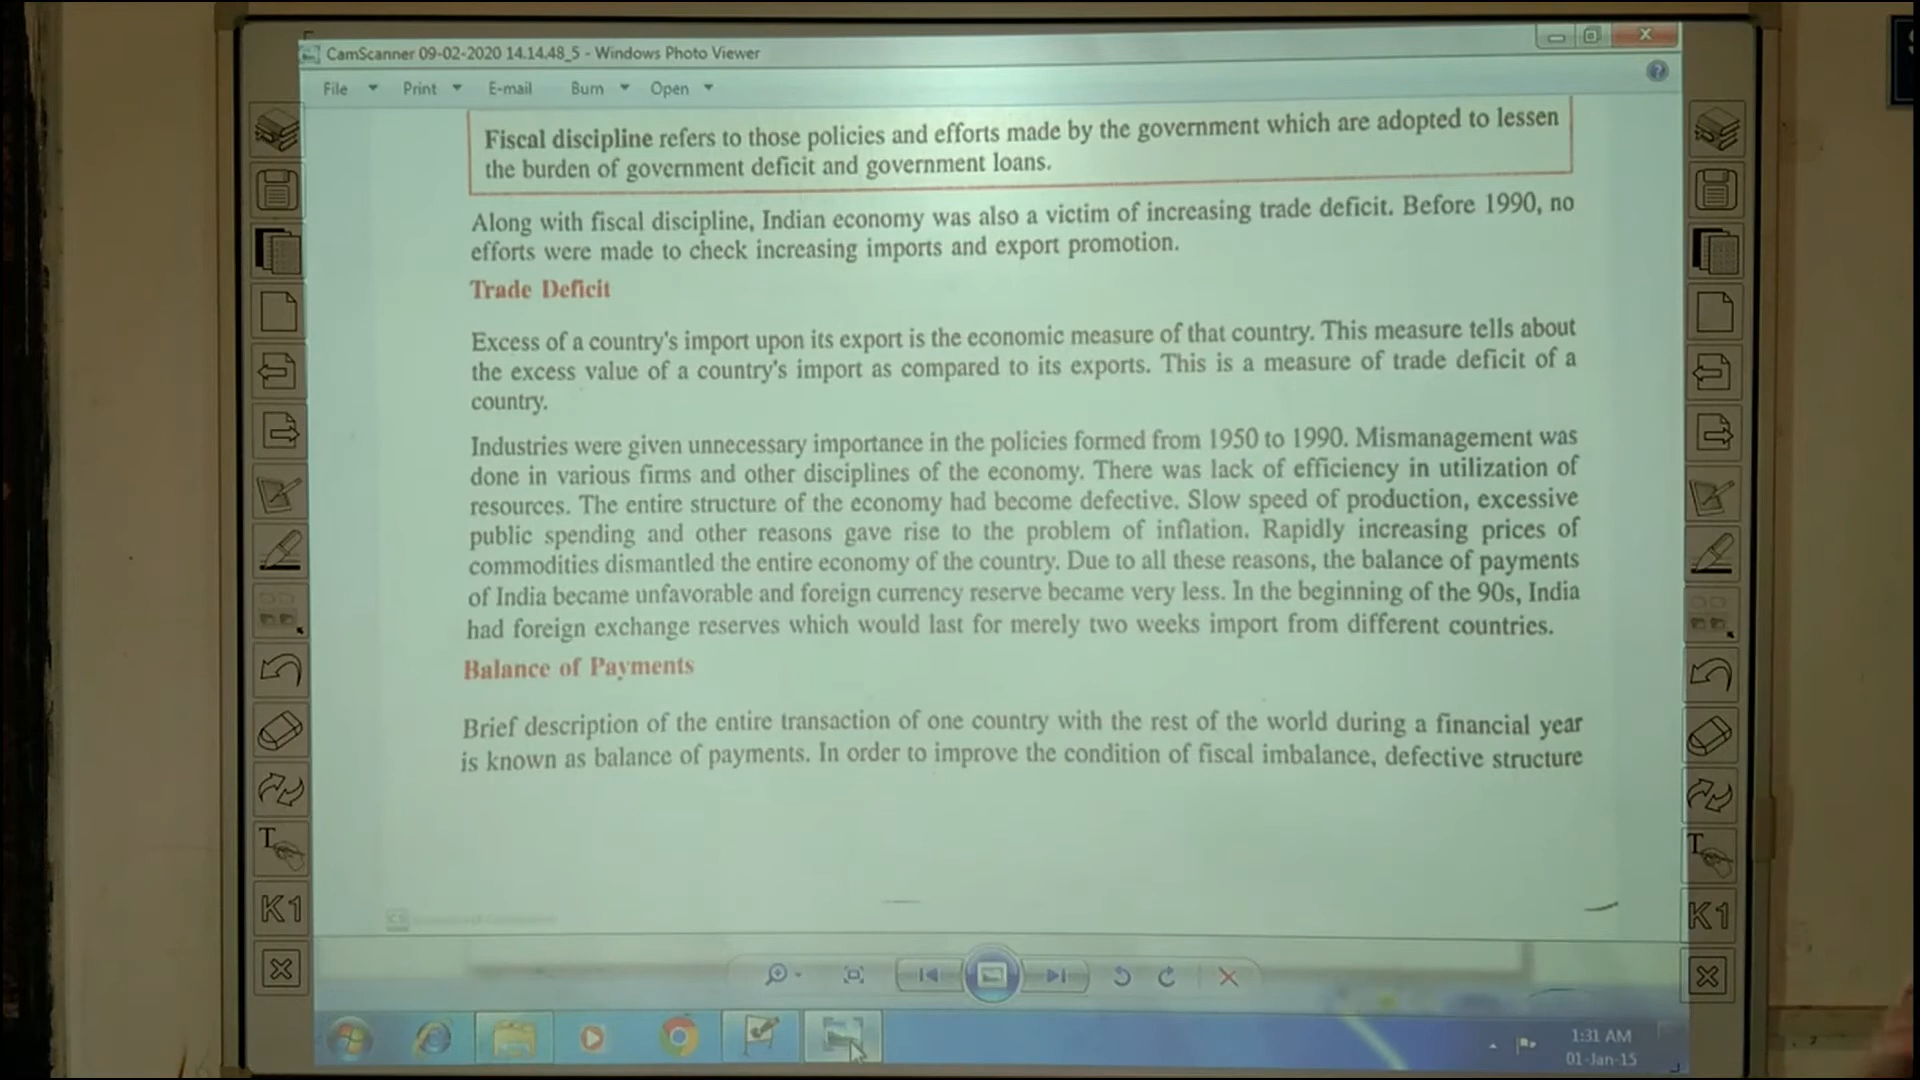 CamScanner 09-02-2020 14.14.48_5 - Windows Photo Viewer
File Print E-mail Burn Open
Fiscal discipline refers to those policies and efforts made by the government which are adopted to lessen
the burden of government deficit and government loans.
Along with fiscal discipline, Indian economy was also a victim of increasing trade deficit. Before 1990, no
efforts were made to check increasing imports and export promotion.
Trade Deficit
Excess of a country's import upon its export is the economic measure of that country. This measure tells about
the excess value of a country's import as compared to its exports. This is a measure of trade deficit of a
country.
Industries were given unnecessary importance in the policies formed from 1950 to 1990. Mismanagement was
done in various firms and other disciplines of the economy. There was lack of efficiency in utilization of
resources. The entire structure of the economy had become defective. Slow speed of production, excessive
public spending and other reasons gave rise to the problem of inflation. Rapidly increasing prices of
commodities dismantled the entire economy of the country. Due to all these reasons, the balance of payments
of India became unfavorable and foreign currency reserve became very less. In the beginning of the 90s, India
had foreign exchange reserves which would last for merely two weeks import from different countries.
Balance of Payments
Brief description of the entire transaction of one country with the rest of the world during a financial year
is known as balance of payments. In order to improve the condition of fiscal imbalance, defective structure
T T
K1 K1
CS
1:31 AM
01-Jan-15